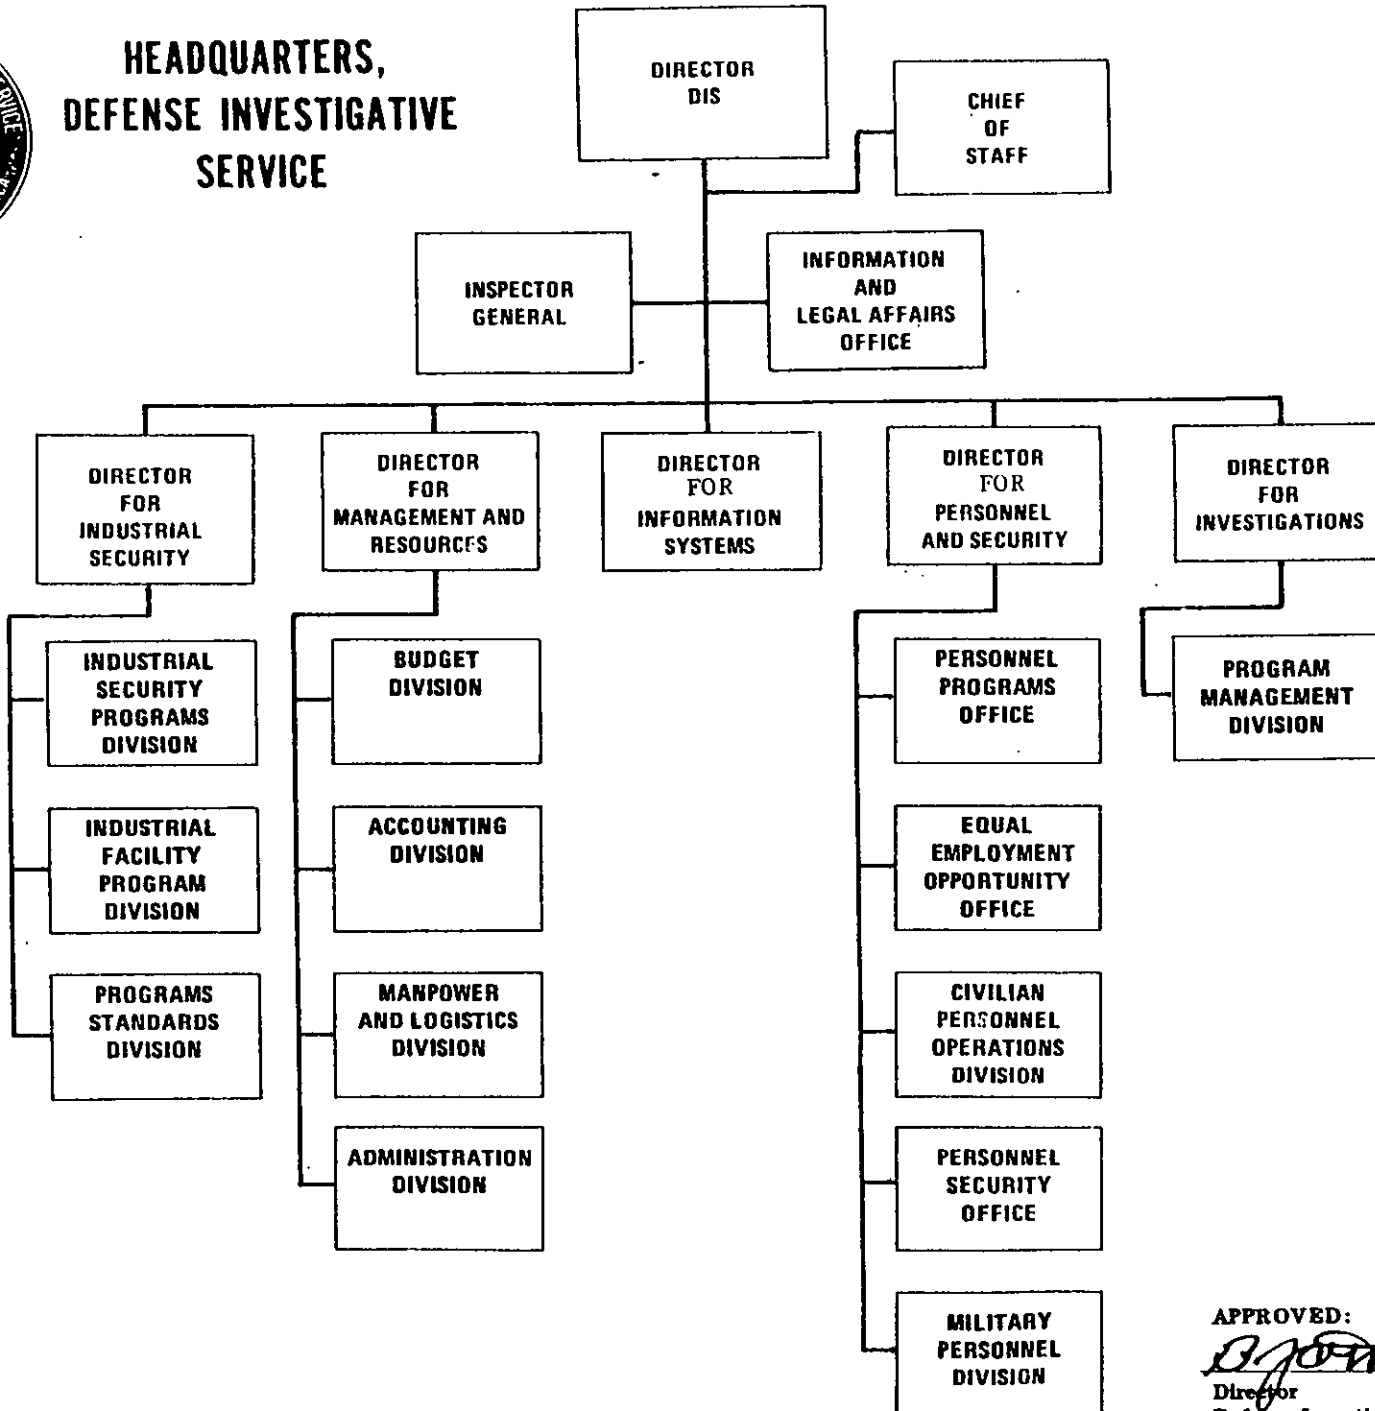 HEADQUARTERS,
DEFENSE INVESTIGATIVE
SERVICE
DIRECTOR
DIS
CHIEF
OF
STAFF
INSPECTOR
GENERAL
INFORMATION
AND
LEGAL AFFAIRS
OFFICE
DIRECTOR
FOR
INDUSTRIAL
SECURITY
DIRECTOR
FOR
MANAGEMENT AND
RESOURCES
DIRECTOR
FOR
INFORMATION
SYSTEMS
DIRECTOR
FOR
PERSONNEL
AND SECURITY
DIRECTOR
FOR
INVESTIGATIONS
INDUSTRIAL
SECURITY
PROGRAMS
DIVISION
INDUSTRIAL
FACILITY
PROGRAM
DIVISION
PROGRAMS
STANDARDS
DIVISION
BUDGET
DIVISION
ACCOUNTING
DIVISION
MANPOWER
AND LOGISTICS
DIVISION
ADMINISTRATION
DIVISION
PERSONNEL
PROGRAMS
OFFICE
EQUAL
EMPLOYMENT
OPPORTUNITY
OFFICE
CIVILIAN
PERSONNEL
OPERATIONS
DIVISION
PERSONNEL
SECURITY
OFFICE
MILITARY
PERSONNEL
DIVISION
PROGRAM
MANAGEMENT
DIVISION
APPROVED:
Director